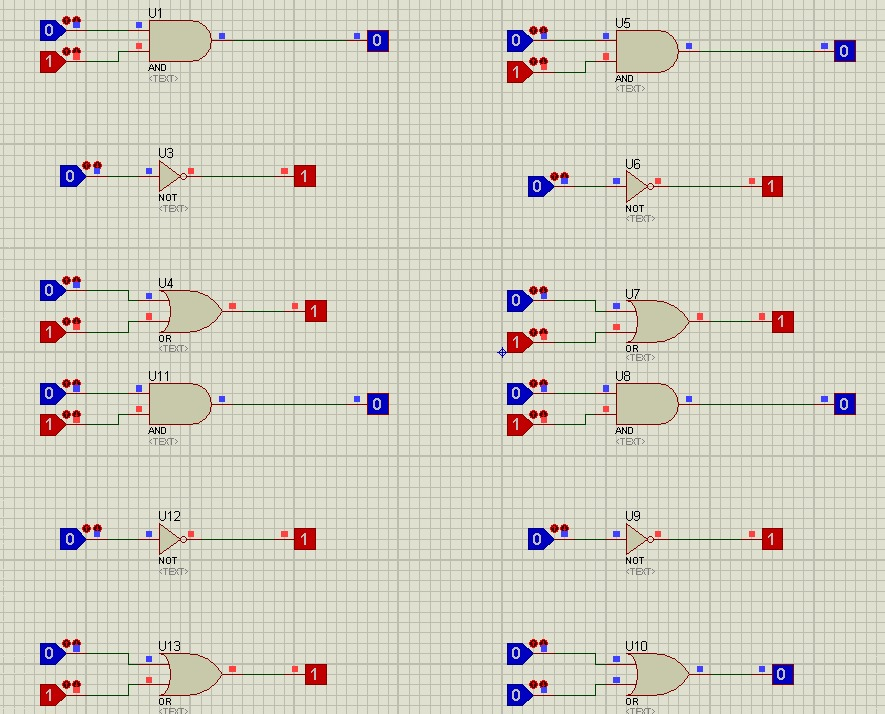 U1
0
1
0
AND
<TEXT>
U5
0
1
0
AND
<TEXT>
U3
0
1
NOT
<TEXT>
U6
0
1
NOT
<TEXT>
U4
0
1
1
OR
<TEXT>
U7
0
1
1
OR
<TEXT>
U11
0
1
0
AND
<TEXT>
U8
0
1
0
AND
<TEXT>
U12
0
1
NOT
<TEXT>
U9
0
1
NOT
<TEXT>
U13
0
1
1
OR
U10
0
0
0
OR